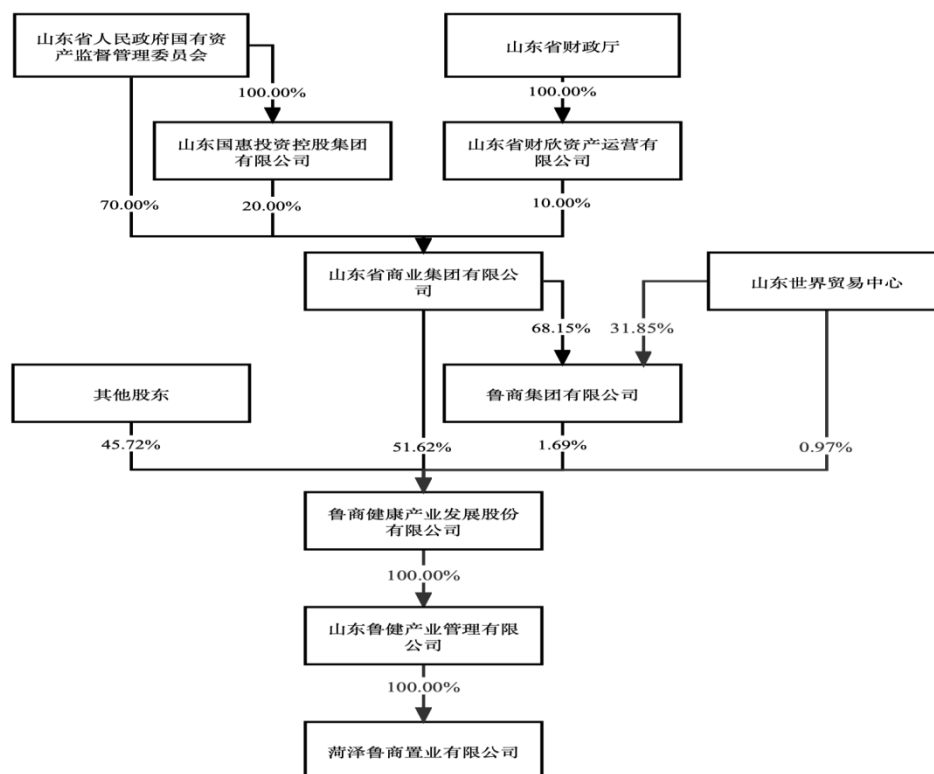 山东省人民政府国有资
产监督管理委员会
山东省财政厅
100.00%
100.00%
山东国惠投资控股集团
有限公司
山东省财欣资产运营有
限公司
70.00%
20.00%
10.00%
山东省商业集团有限公
司
山东世界贸易中心
68.15%
31.85%
其他股东
鲁商集团有限公司
45.72%
51.62%
1.69%
0.97%
鲁商健康产业发展股份
有限公司
100.00%
山东鲁健产业管理有限
公司
100.00%
菏泽鲁商置业有限公司